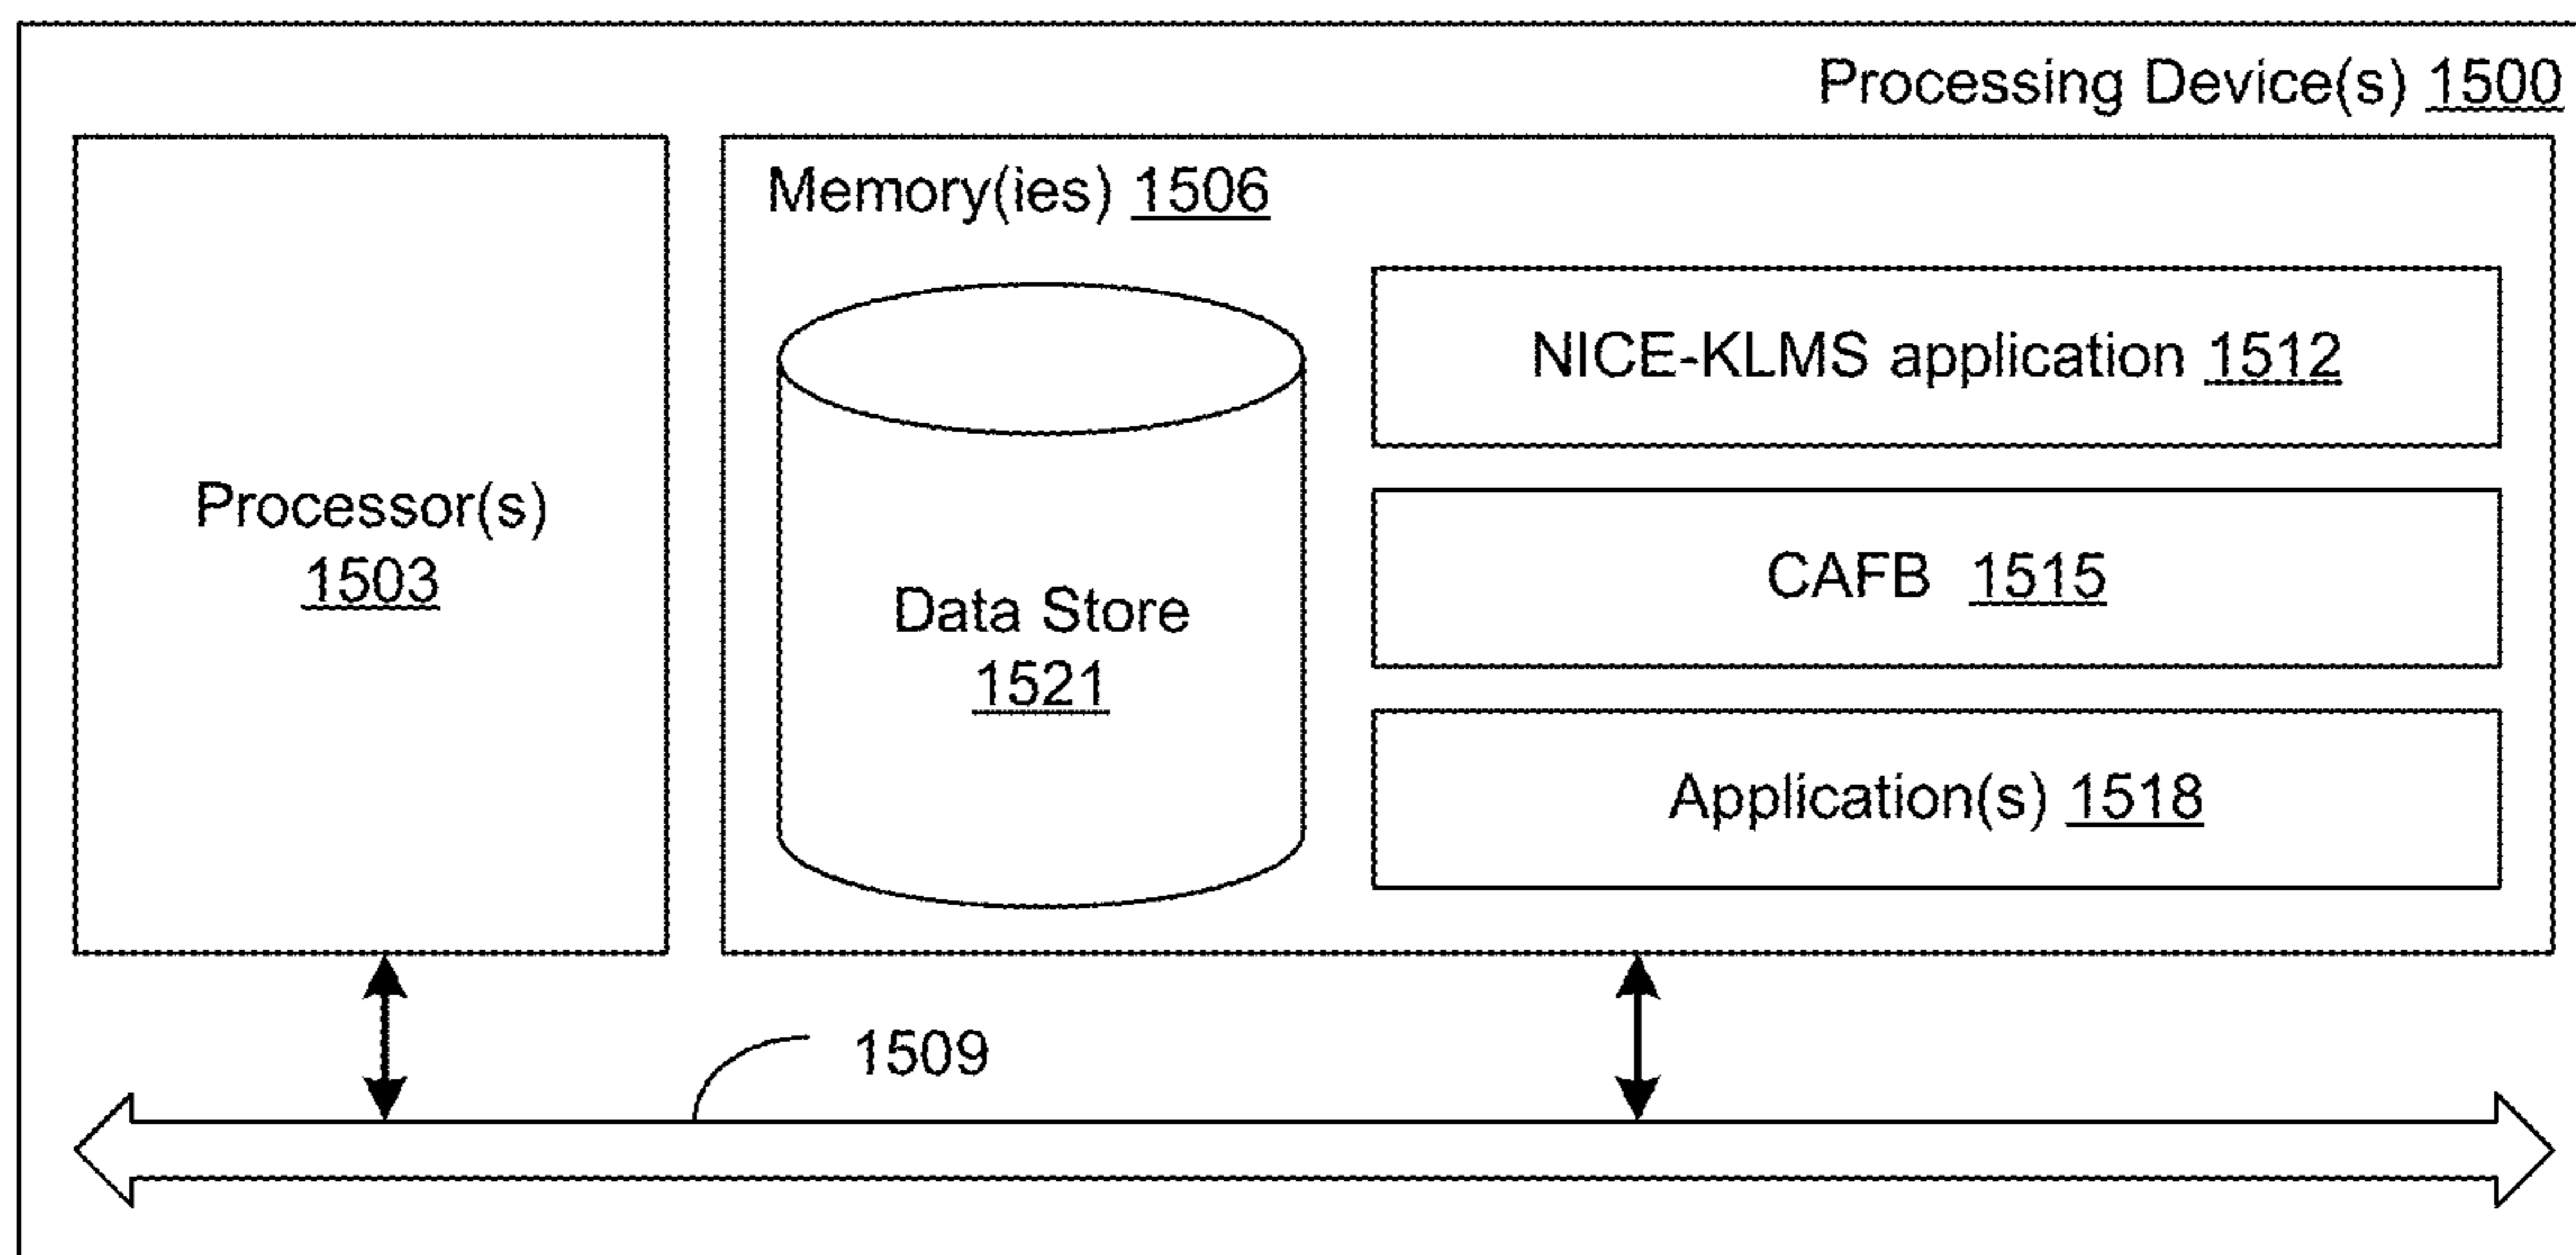 Processing Device(s) 1500
Memory(ies) 1506
Processor(s)
1503
Data Store
1521
NICE-KLMS application 1512
CAFB 1515
Application(s) 1518
1509